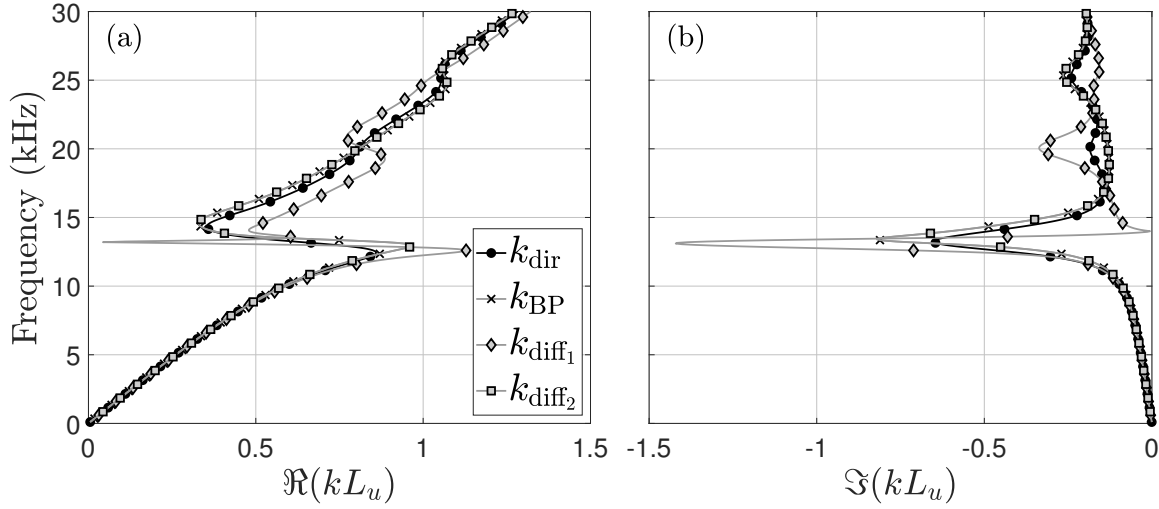 (a)
Frequency (kHz)
30
25
20
15
10
5
0
0
0.5
1
1.5
ℜ(kL_u)
k_dir
k_BP
k_diff₁
k_diff₂
(b)
-1.5
-1
-0.5
0
ℑ(kL_u)